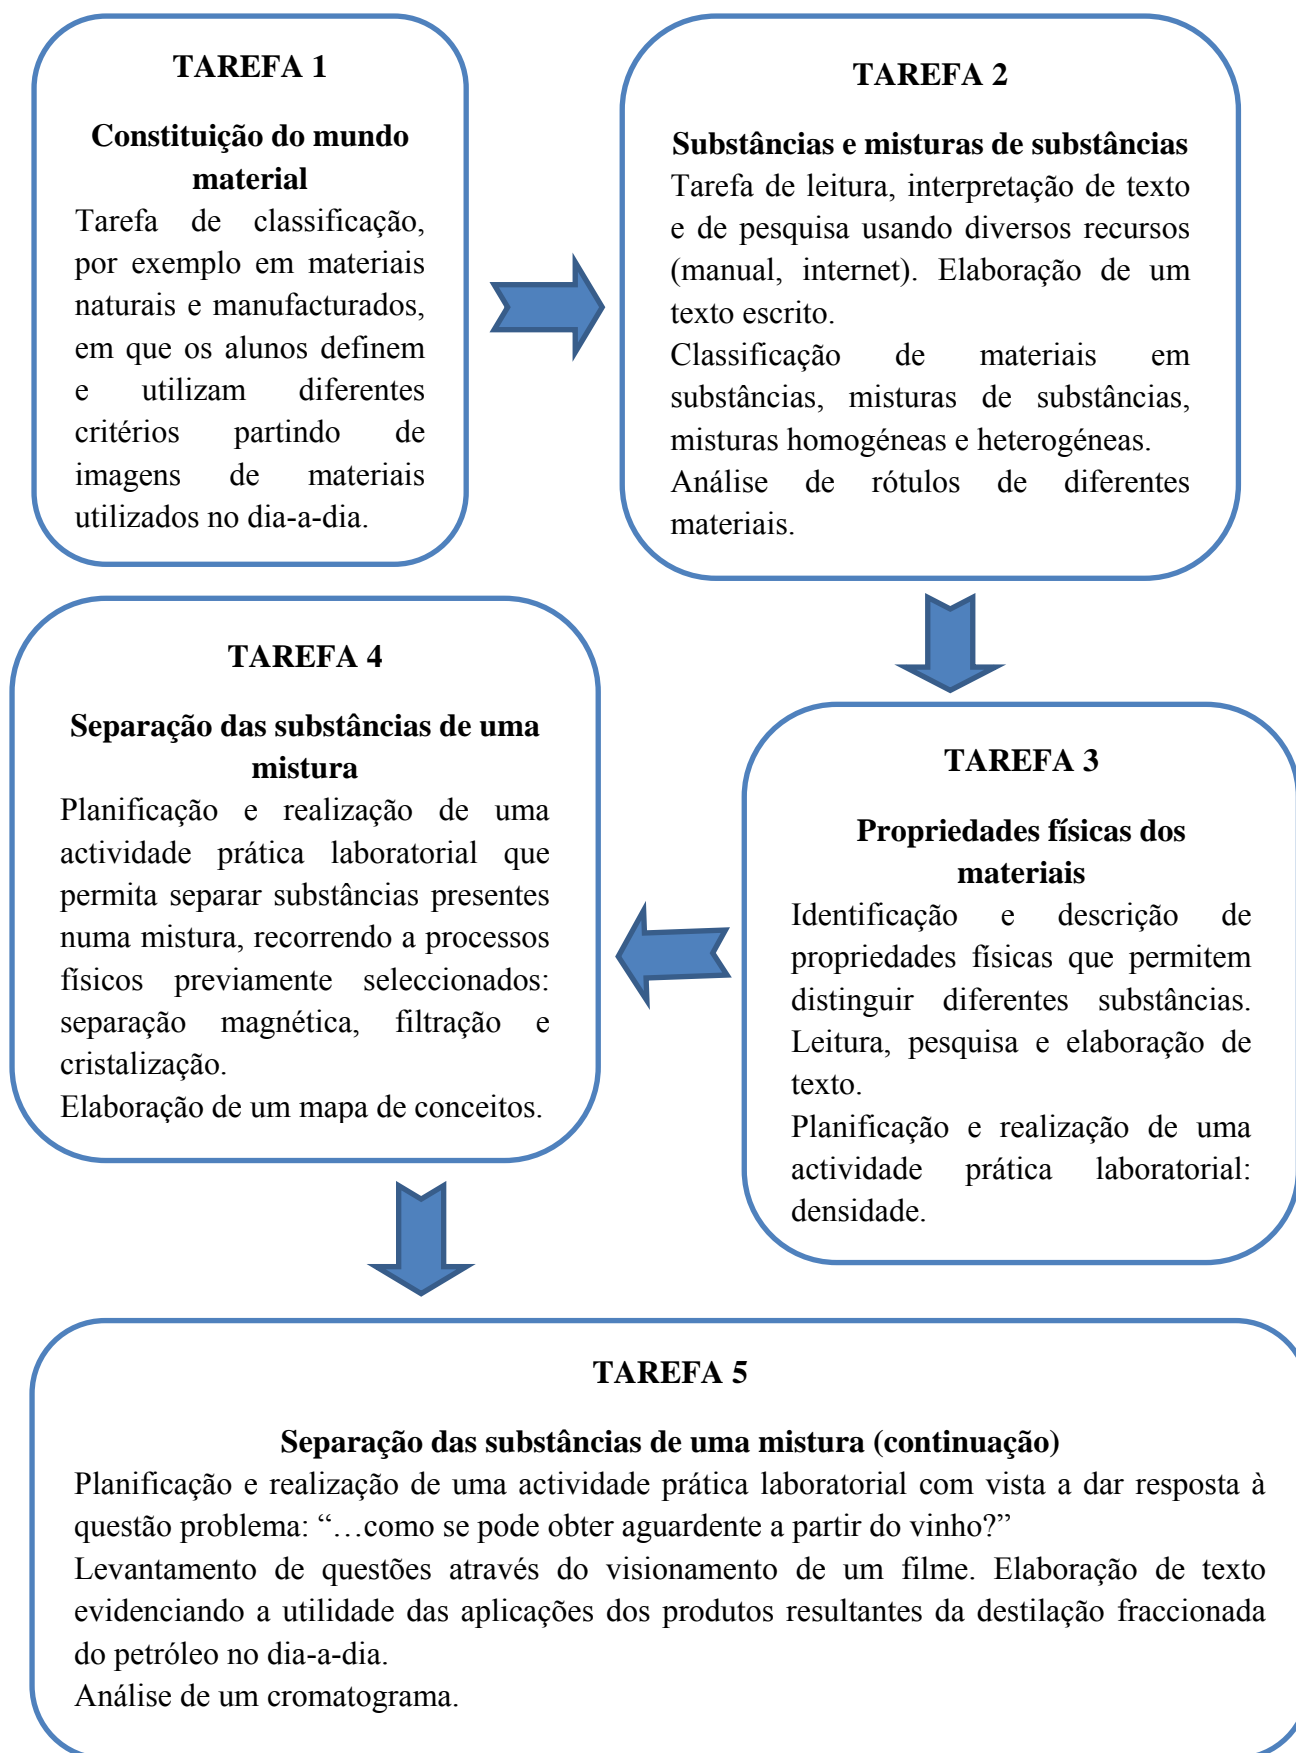 TAREFA 1
Constituição do mundo
material
Tarefa de classificação,
por exemplo em materiais
naturais e manufacturados,
em que os alunos definem
e utilizam diferentes
critérios partindo de
imagens de materiais
utilizados no dia-a-dia.
TAREFA 2
Substâncias e misturas de substâncias
Tarefa de leitura, interpretação de texto
e de pesquisa usando diversos recursos
(manual, internet). Elaboração de um
texto escrito.
Classificação de materiais em
substâncias, misturas de substâncias,
misturas homogéneas e heterogéneas.
Análise de rótulos de diferentes
materiais.
TAREFA 3
Propriedades físicas dos
materiais
Identificação e descrição de
propriedades físicas que permitem
distinguir diferentes substâncias.
Leitura, pesquisa e elaboração de
texto.
Planificação e realização de uma
actividade prática laboratorial:
densidade.
TAREFA 4
Separação das substâncias de uma
mistura
Planificação e realização de uma
actividade prática laboratorial que
permita separar substâncias presentes
numa mistura, recorrendo a processos
físicos previamente seleccionados:
separação magnética, filtração e
cristalização.
Elaboração de um mapa de conceitos.
TAREFA 5
Separação das substâncias de uma mistura (continuação)
Planificação e realização de uma actividade prática laboratorial com vista a dar resposta à
questão problema: “…como se pode obter aguardente a partir do vinho?”
Levantamento de questões através do visionamento de um filme. Elaboração de texto
evidenciando a utilidade das aplicações dos produtos resultantes da destilação fraccionada
do petróleo no dia-a-dia.
Análise de um cromatograma.